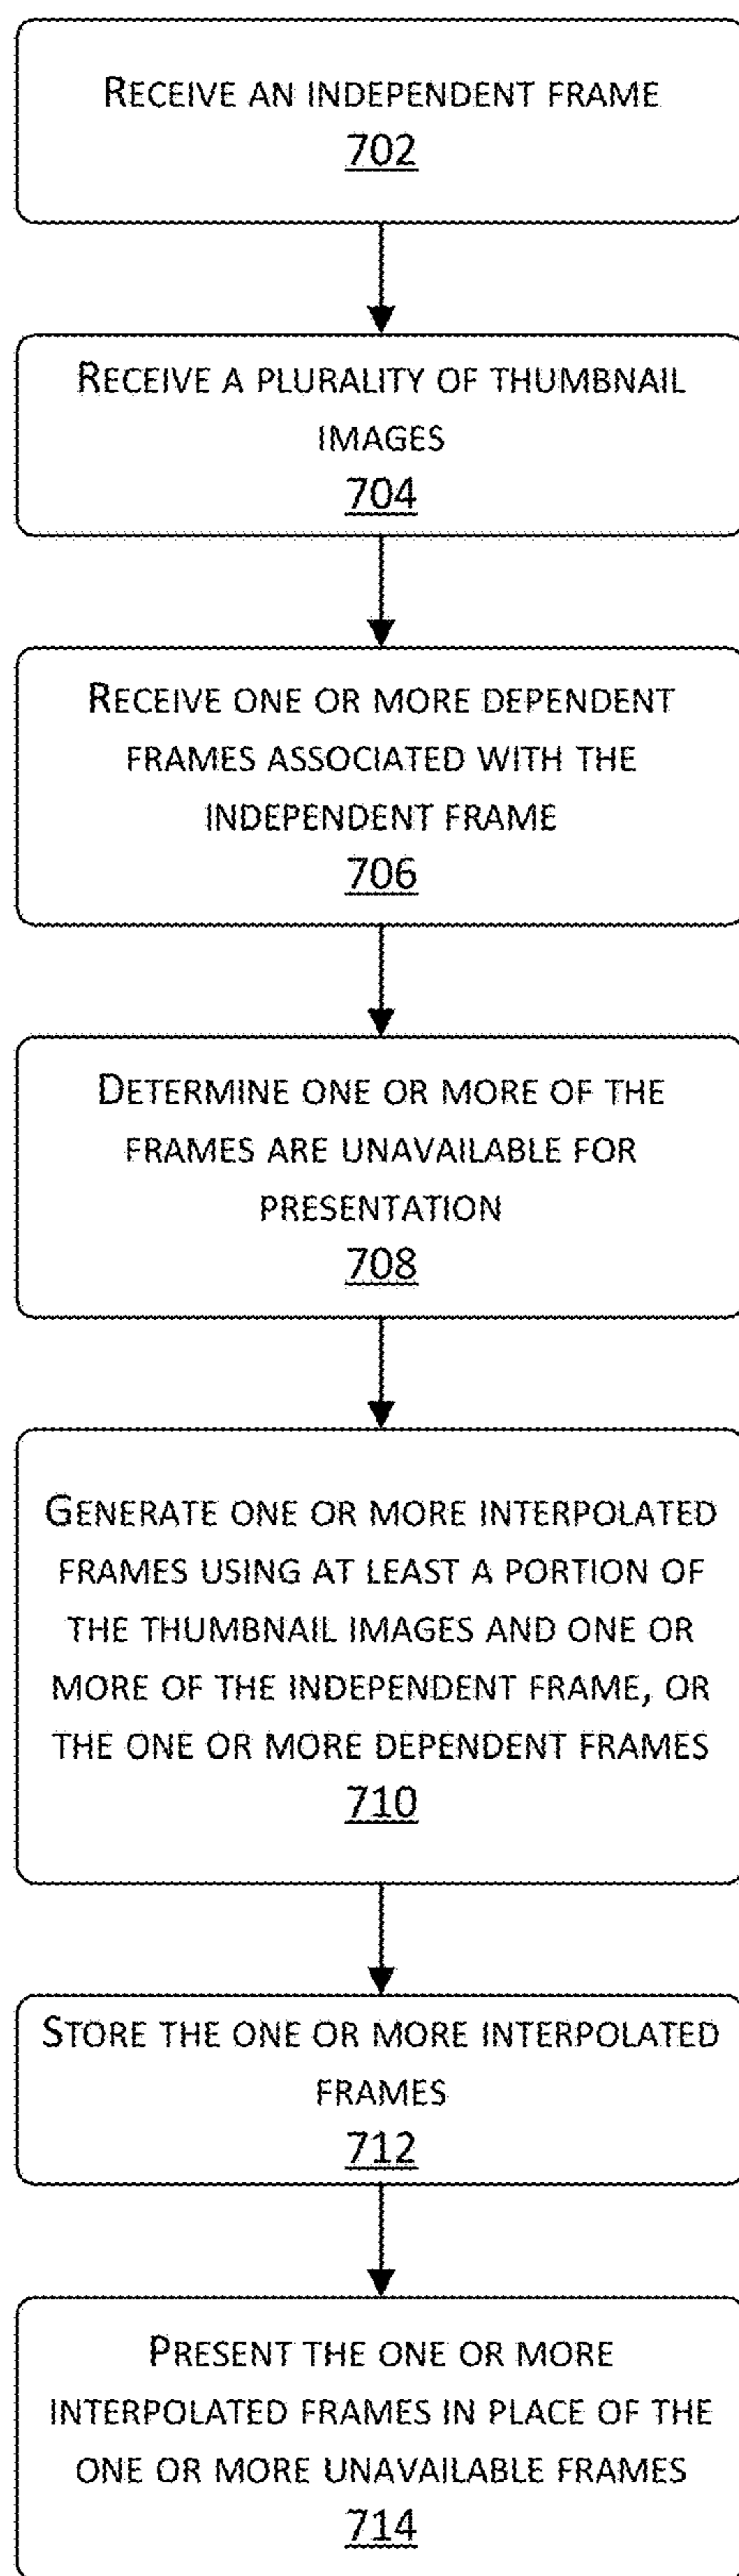 RECEIVE AN INDEPENDENT FRAME
702
RECEIVE A PLURALITY OF THUMBNAIL
IMAGES
704
RECEIVE ONE OR MORE DEPENDENT
FRAMES ASSOCIATED WITH THE
INDEPENDENT FRAME
706
DETERMINE ONE OR MORE OF THE
FRAMES ARE UNAVAILABLE FOR
PRESENTATION
708
GENERATE ONE OR MORE INTERPOLATED
FRAMES USING AT LEAST A PORTION OF
THE THUMBNAIL IMAGES AND ONE OR
MORE OF THE INDEPENDENT FRAME, OR
THE ONE OR MORE DEPENDENT FRAMES
710
STORE THE ONE OR MORE INTERPOLATED
FRAMES
712
PRESENT THE ONE OR MORE
INTERPOLATED FRAMES IN PLACE OF THE
ONE OR MORE UNAVAILABLE FRAMES
714